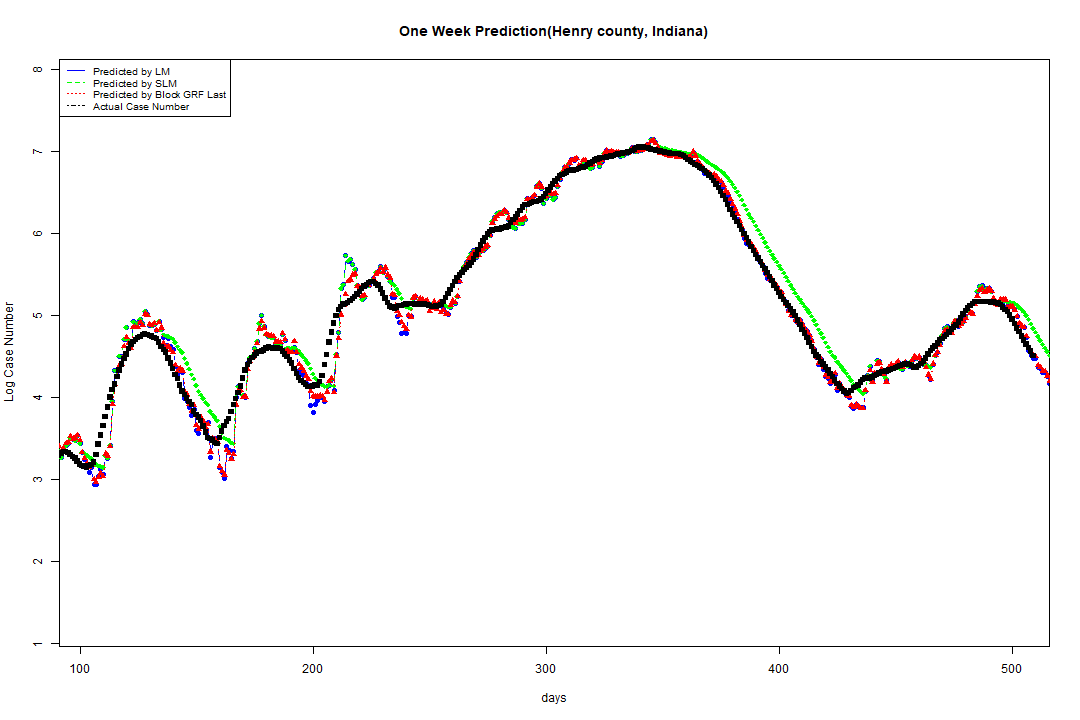 One Week Prediction(Henry county, Indiana)
Predicted by LM
Predicted by SLM
Predicted by Block GRF Last
Actual Case Number
8
7
6
5
4
3
2
1
Log Case Number
100 200 300 400 500
days